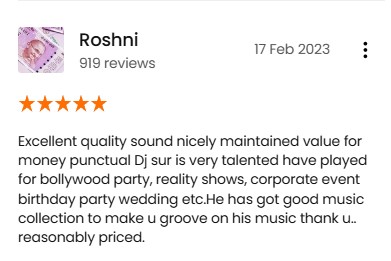 Roshni
17 Feb 2023
919 reviews
Excellent quality sound nicely maintained value for
money punctual Dj sur is very talented have played
for bollywood party, reality shows, corporate event
birthday party wedding etc.He has got good music
collection to make u groove on his music thank u..
reasonably priced.